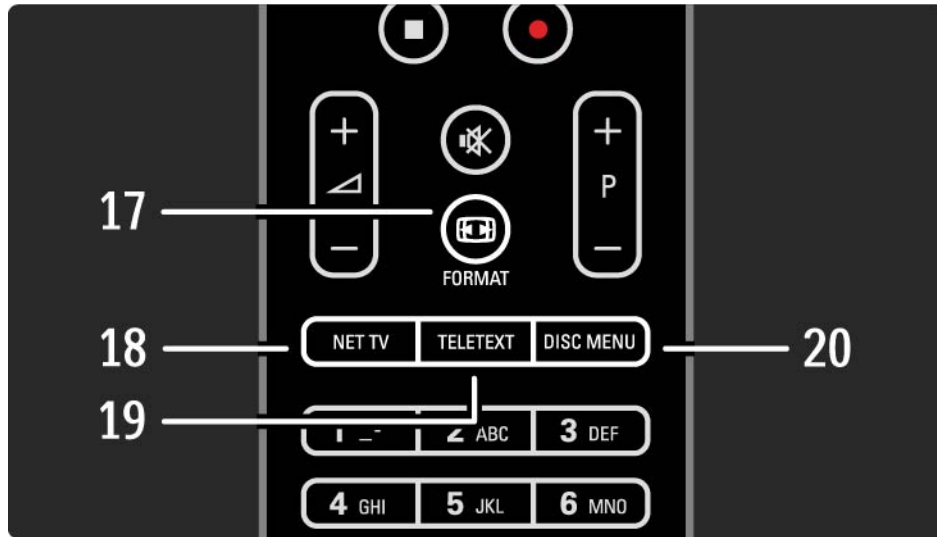 + +
P
17
– –
FORMAT
18 NET TV TELETEXT DISC MENU 20
19
1 _- 2 ABC 3 DEF
4 GHI 5 JKL 6 MNO